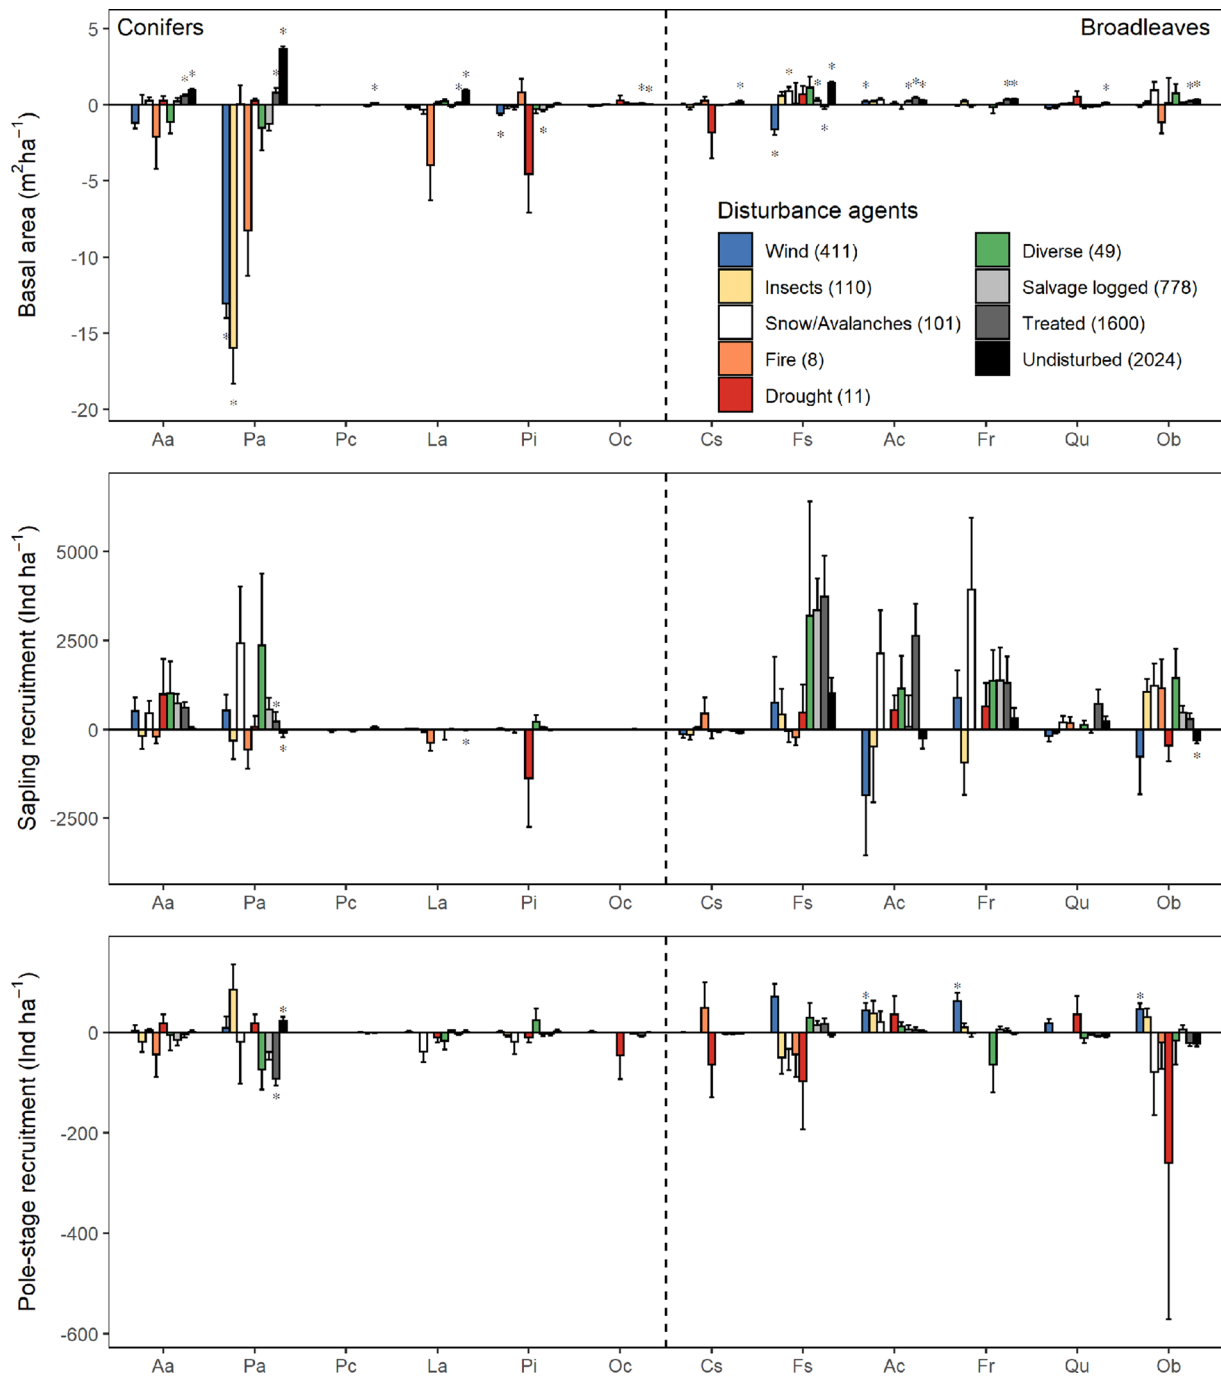 Conifers
Broadleaves
Basal area (m²ha⁻¹)
5
0
-5
-10
-15
-20
Disturbance agents
Wind (411)
Insects (110)
Snow/Avalanches (101)
Fire (8)
Drought (11)
Diverse (49)
Salvage logged (778)
Treated (1600)
Undisturbed (2024)
Aa Pa Pc La Pi Oc Cs Fs Ac Fr Qu Ob
Sapling recruitment (Ind ha⁻¹)
5000
2500
0
-2500
Aa Pa Pc La Pi Oc Cs Fs Ac Fr Qu Ob
Pole-stage recruitment (Ind ha⁻¹)
0
-200
-400
-600
Aa Pa Pc La Pi Oc Cs Fs Ac Fr Qu Ob